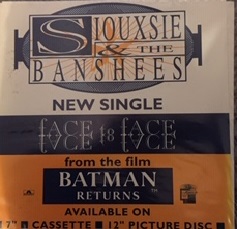 SIOUXSIE
& THE
BANSHEES
NEW SINGLE
FACE to FACE
from the film
BATMAN
RETURNS™
AVAILABLE ON
7" ■ CASSETTE ■ 12" PICTURE DISC ■